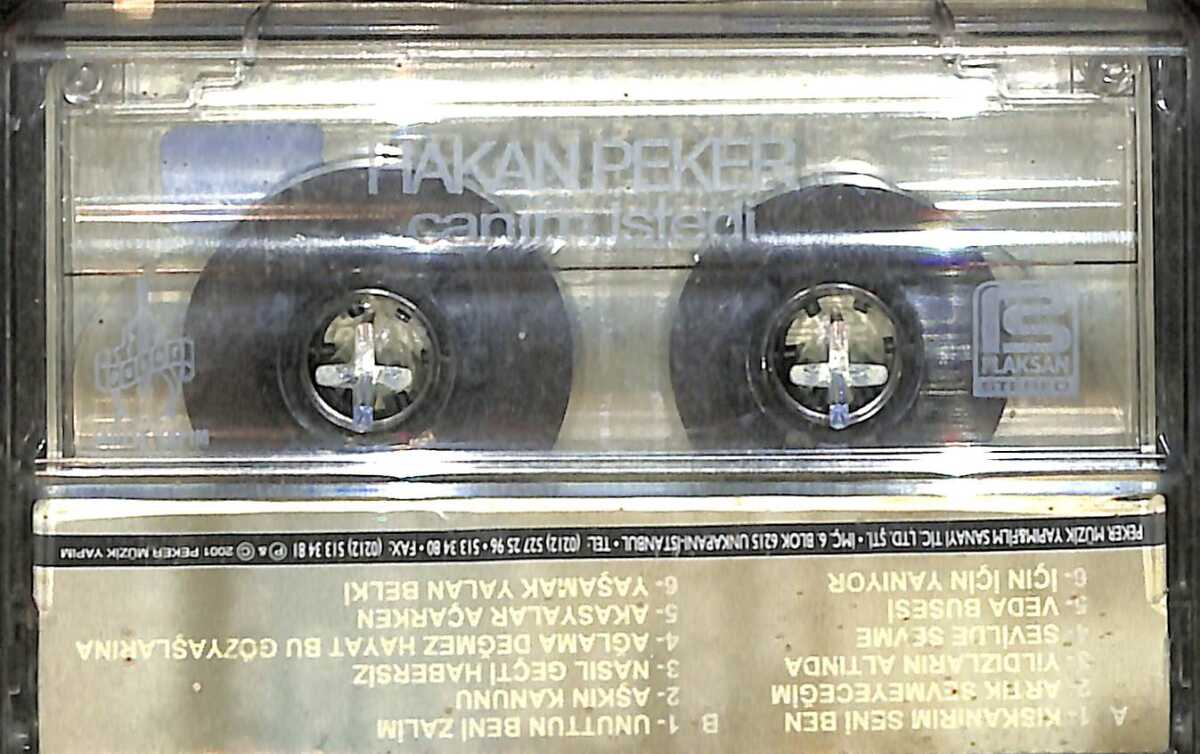 HAKAN PEKER
canım istedi
RAKSAN
STEREO
PEKER MÜZİK YAPIM&FİLM SANAYİ TİC. LTD. ŞTİ. • İMÇ. 6. BLOK 6215 UNKAPANI-İSTANBUL • TEL: (0212) 527 25 96 • 513 34 80 • FAX: (0212) 513 34 81 ℗ & © 2001 PEKER MÜZİK YAPIM
A
1- KISKANIRIM SENİ BEN
2- ARTIK SEVMEYECEĞİM
3- YILDIZLARIN ALTINDA
4- SEVİLDE SEVME
5- VEDA BUSESİ
6- İÇİN İÇİN YANIYOR
B
1- UNUTTUN BENİ ZALİM
2- AŞKIN KANUNU
3- NASIL GEÇTİ HABERSİZ
4- AĞLAMA DEĞMEZ HAYAT BU GÖZYAŞLARINA
5- AKASYALAR AÇARKEN
6- YAŞAMAK YALAN BELKİ